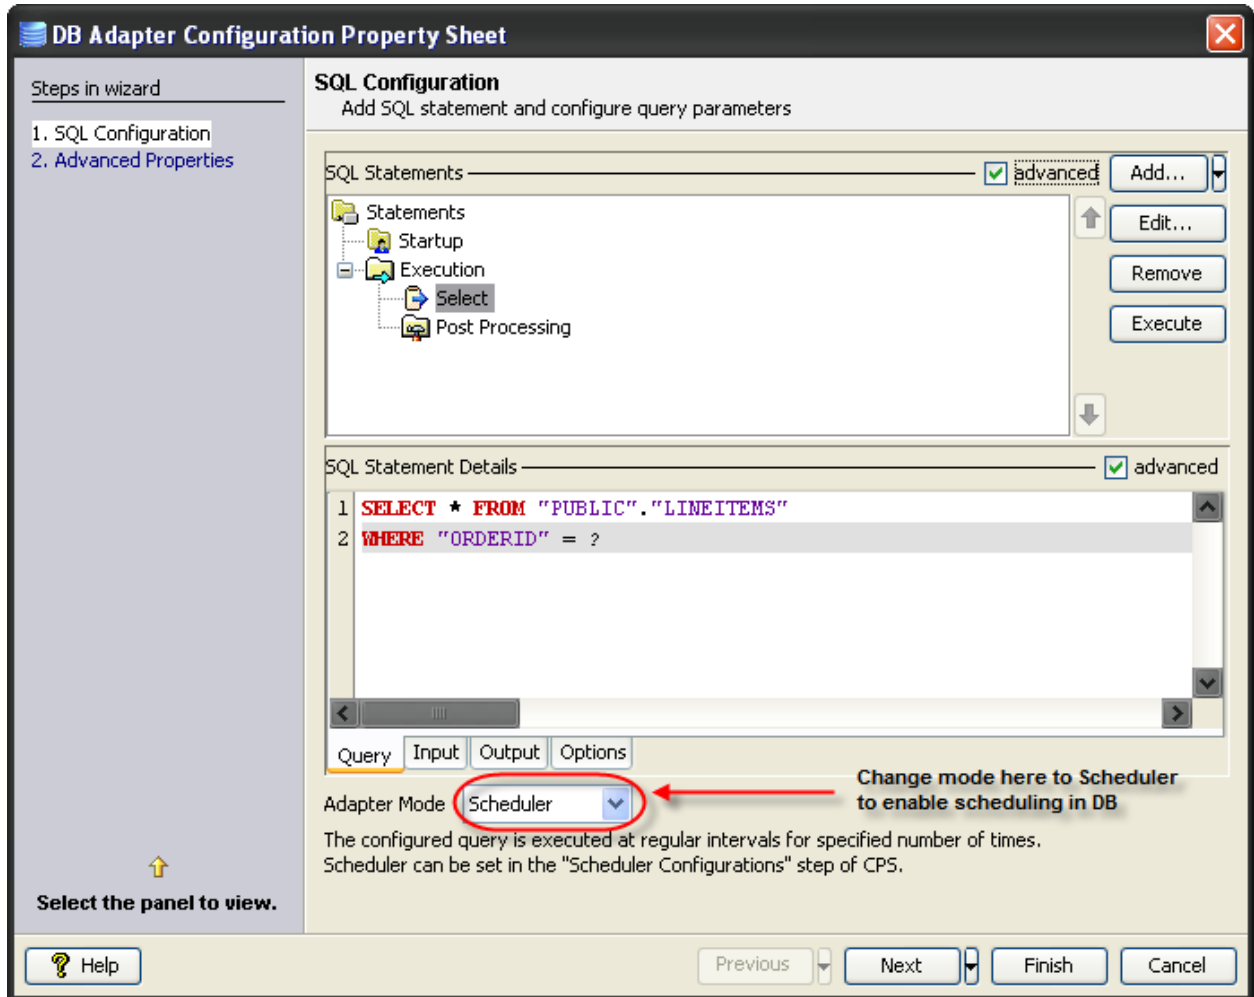 DB Adapter Configuration Property Sheet
Steps in wizard
1. SQL Configuration
2. Advanced Properties
Select the panel to view.
SQL Configuration
Add SQL statement and configure query parameters
SQL Statements
advanced
Add...
Edit...
Remove
Execute
Statements
Startup
Execution
Select
Post Processing
SQL Statement Details
advanced
1 SELECT * FROM "PUBLIC"."LINEITEMS"
2 WHERE "ORDERID" = ?
Query Input Output Options
Adapter Mode Scheduler
Change mode here to Scheduler
to enable scheduling in DB
The configured query is executed at regular intervals for specified number of times.
Scheduler can be set in the "Scheduler Configurations" step of CPS.
Help
Previous
Next
Finish
Cancel